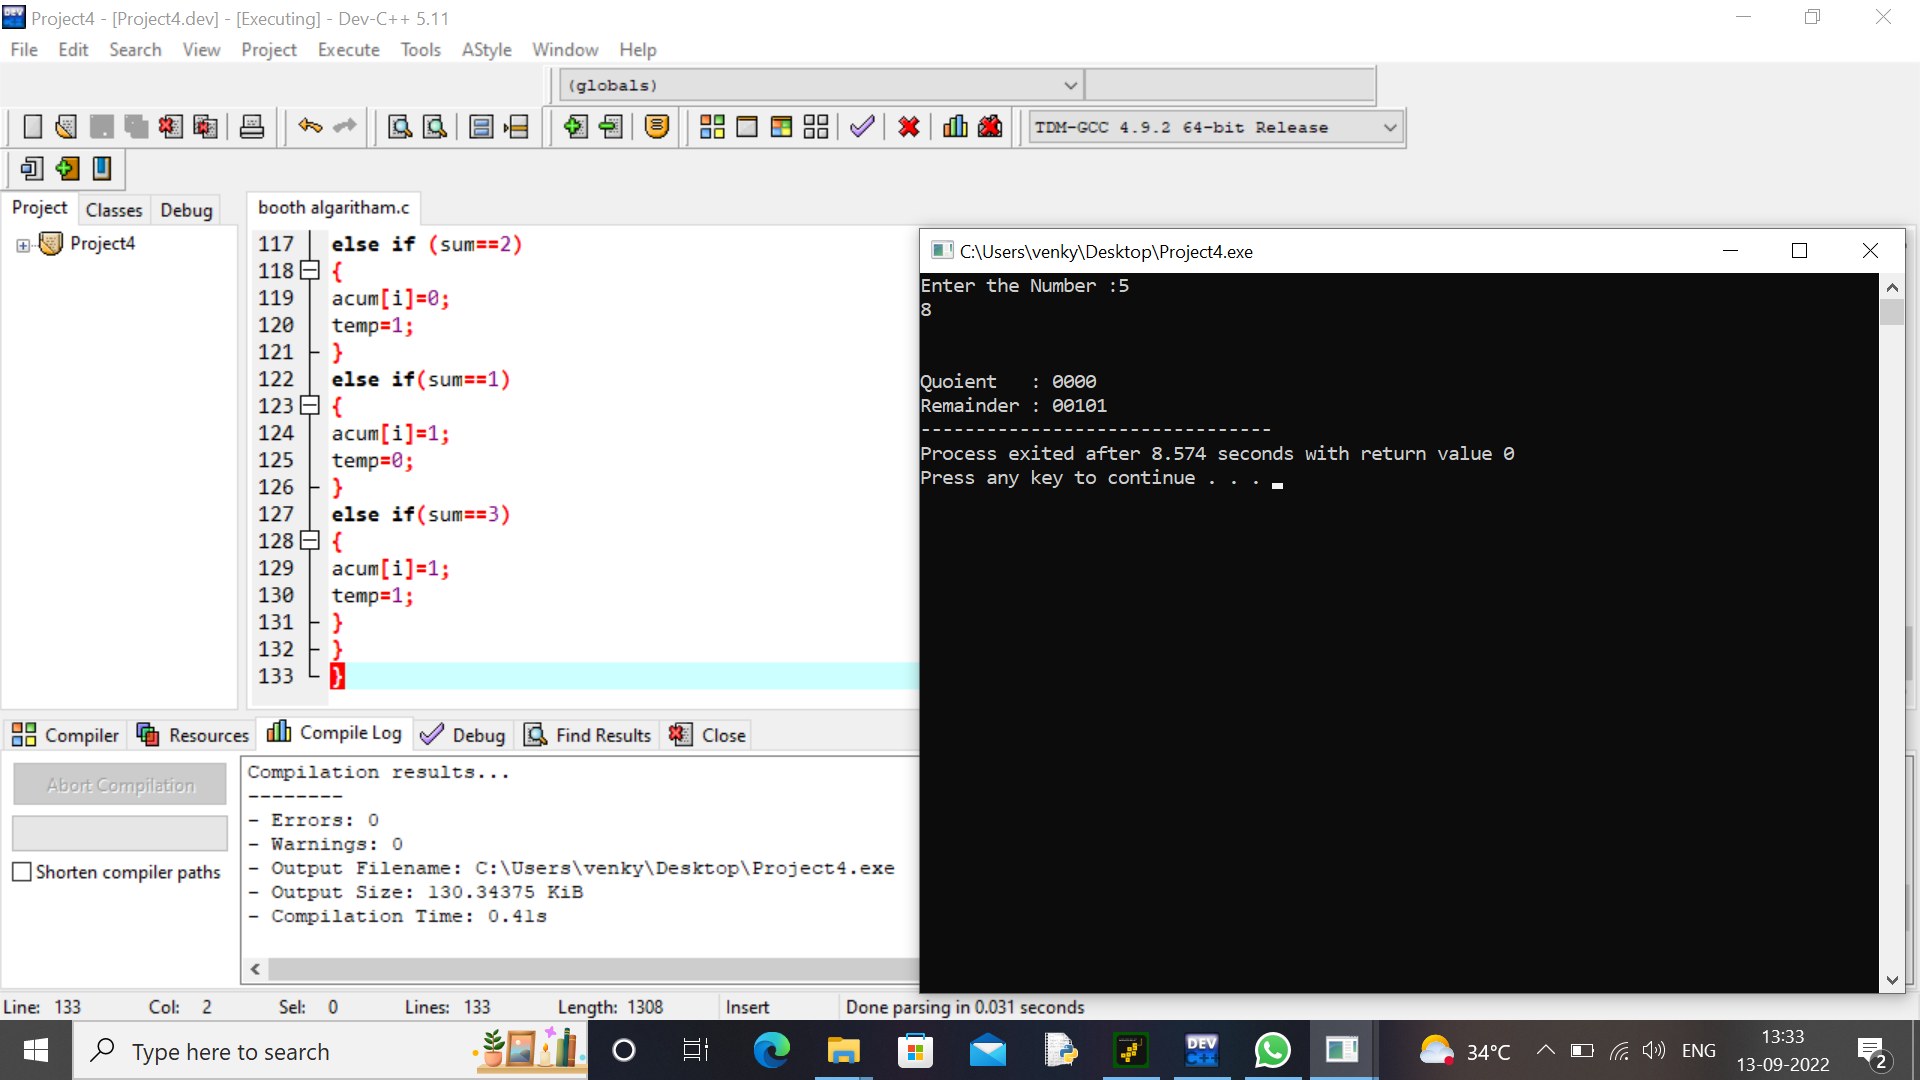 Project4 - [Project4.dev] - [Executing] - Dev-C++ 5.11
File Edit Search View Project Execute Tools AStyle Window Help
(globals)
TDM-GCC 4.9.2 64-bit Release
Project Classes Debug
booth algaritham.c
Project4
117 else if (sum==2)
118 {
119 acum[i]=0;
120 temp=1;
121 }
122 else if(sum==1)
123 {
124 acum[i]=1;
125 temp=0;
126 }
127 else if(sum==3)
128 {
129 acum[i]=1;
130 temp=1;
131 }
132 }
133 }
C:\Users\venky\Desktop\Project4.exe
Enter the Number :5
8
Quoient   : 0000
Remainder : 00101
--------------------------------
Process exited after 8.574 seconds with return value 0
Press any key to continue . . .
Compiler Resources Compile Log Debug Find Results Close
Abort Compilation
Shorten compiler paths
Compilation results...
--------
- Errors: 0
- Warnings: 0
- Output Filename: C:\Users\venky\Desktop\Project4.exe
- Output Size: 130.34375 KiB
- Compilation Time: 0.41s
Line: 133 Col: 2 Sel: 0 Lines: 133 Length: 1308 Insert Done parsing in 0.031 seconds
Type here to search
DEV C++
34°C
ENG
13:33
13-09-2022
2